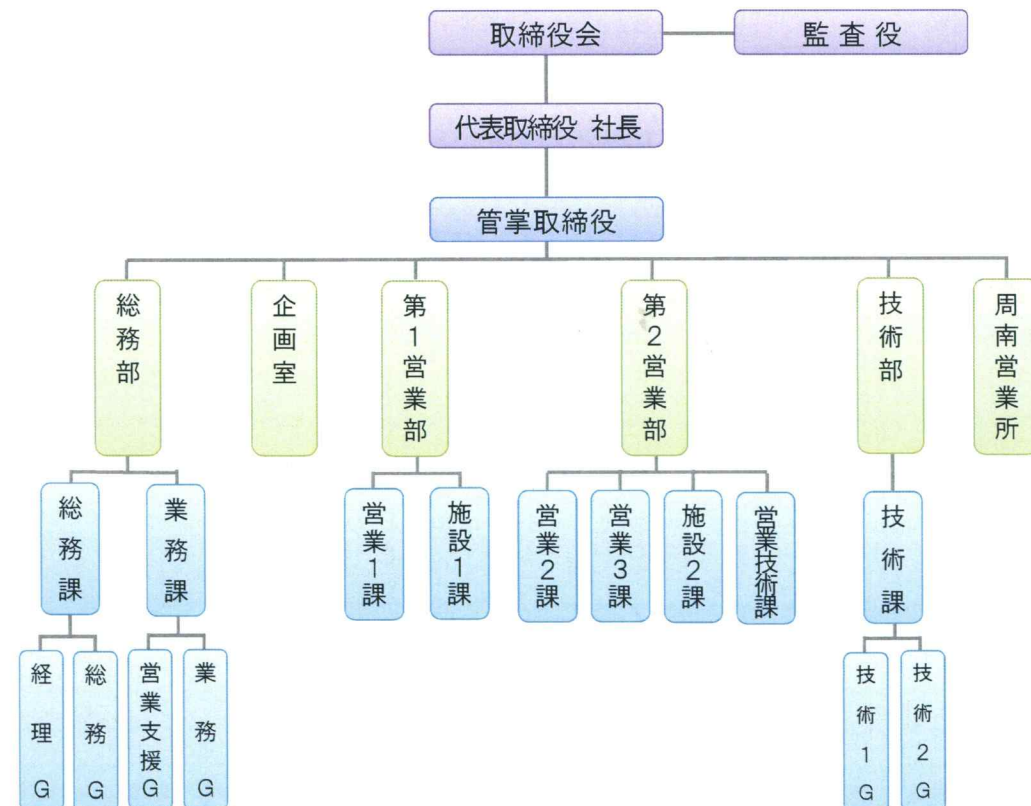 取締役会
監査役
代表取締役 社長
管掌取締役
総務部
企画室
第1営業部
第2営業部
技術部
周南営業所
総務課
業務課
営業1課
施設1課
営業2課
営業3課
施設2課
営業技術課
技術課
経理G
総務G
営業支援G
業務G
技術1G
技術2G